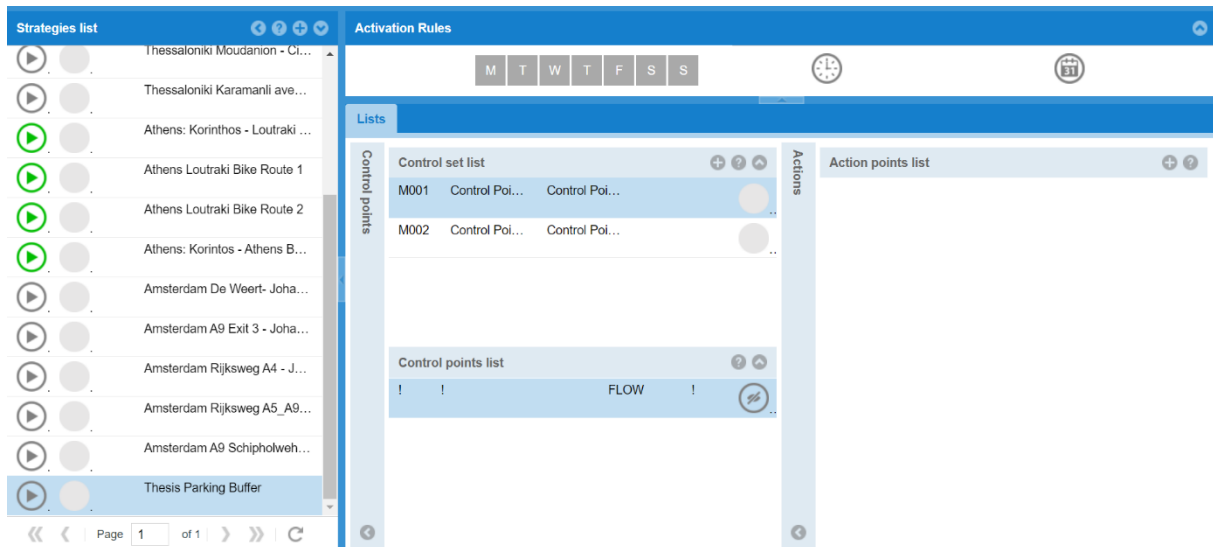 Strategies list
Thessaloniki Moudanion - Ci...
Thessaloniki Karamanli ave...
Athens: Korinthos - Loutraki ...
Athens Loutraki Bike Route 1
Athens Loutraki Bike Route 2
Athens: Korintos - Athens B...
Amsterdam De Weert- Joha...
Amsterdam A9 Exit 3 - Joha...
Amsterdam Rijksweg A4 - J...
Amsterdam Rijksweg A5_A9...
Amsterdam A9 Schipholweh...
Thesis Parking Buffer
Page 1 of 1
Activation Rules
M T W T F S S
31
Lists
Control points
Control set list
M001 Control Poi... Control Poi...
M002 Control Poi... Control Poi...
Control points list
! ! FLOW !
Actions
Action points list